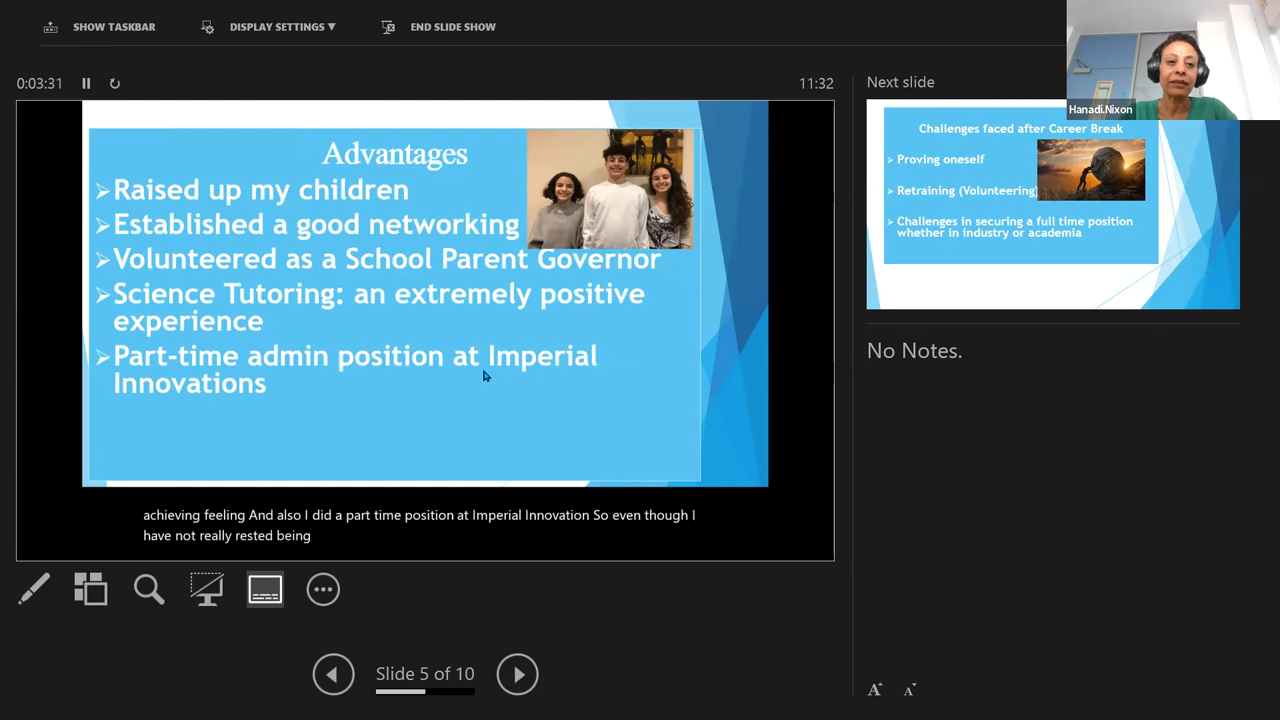 SHOW TASKBAR
DISPLAY SETTINGS ▼
END SLIDE SHOW
0:03:31
11:32
Advantages
Raised up my children
Established a good networking
Volunteered as a School Parent Governor
Science Tutoring: an extremely positive
experience
Part-time admin position at Imperial
Innovations
achieving feeling And also I did a part time position at Imperial Innovation So even though I
have not really rested being
Slide 5 of 10
Next slide
Hanadi.Nixon
Challenges faced after Career Break
Proving oneself
Retraining (Volunteering)
Challenges in securing a full time position
whether in industry or academia
No Notes.
A A